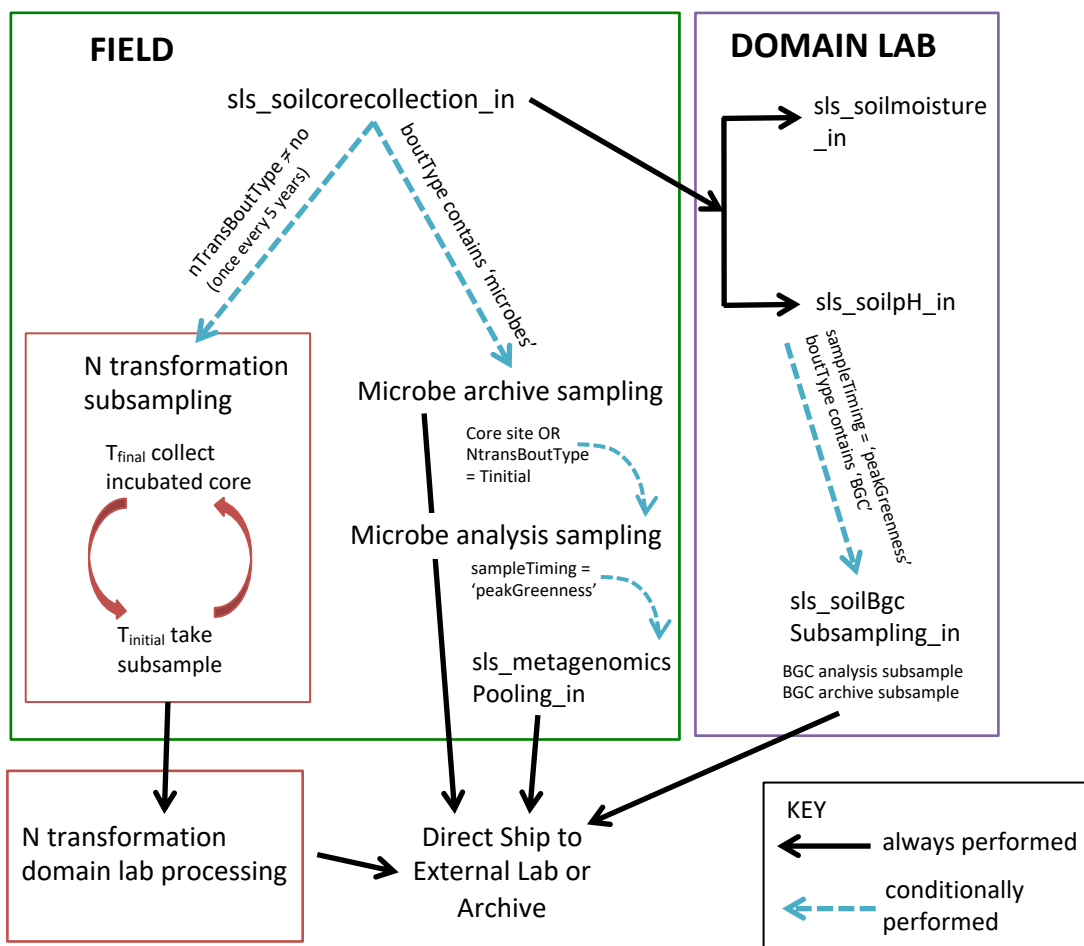 FIELD
sls_soilcorecollection_in
nTransBoutType ≠ no
(once every 5 years)
boutType contains ‘microbes’
N transformation
subsampling
Tfinal collect
incubated core
Tinitial take
subsample
Microbe archive sampling
Core site OR
NtransBoutType
= Tinitial
Microbe analysis sampling
sampleTiming =
‘peakGreenness’
sls_metagenomics
Pooling_in
DOMAIN LAB
sls_soilmoisture
_in
sls_soilpH_in
sampleTiming = ‘peakGreenness’
boutType contains ‘BGC’
sls_soilBgc
Subsampling_in
BGC analysis subsample
BGC archive subsample
N transformation
domain lab processing
Direct Ship to
External Lab or
Archive
KEY
always performed
conditionally
performed